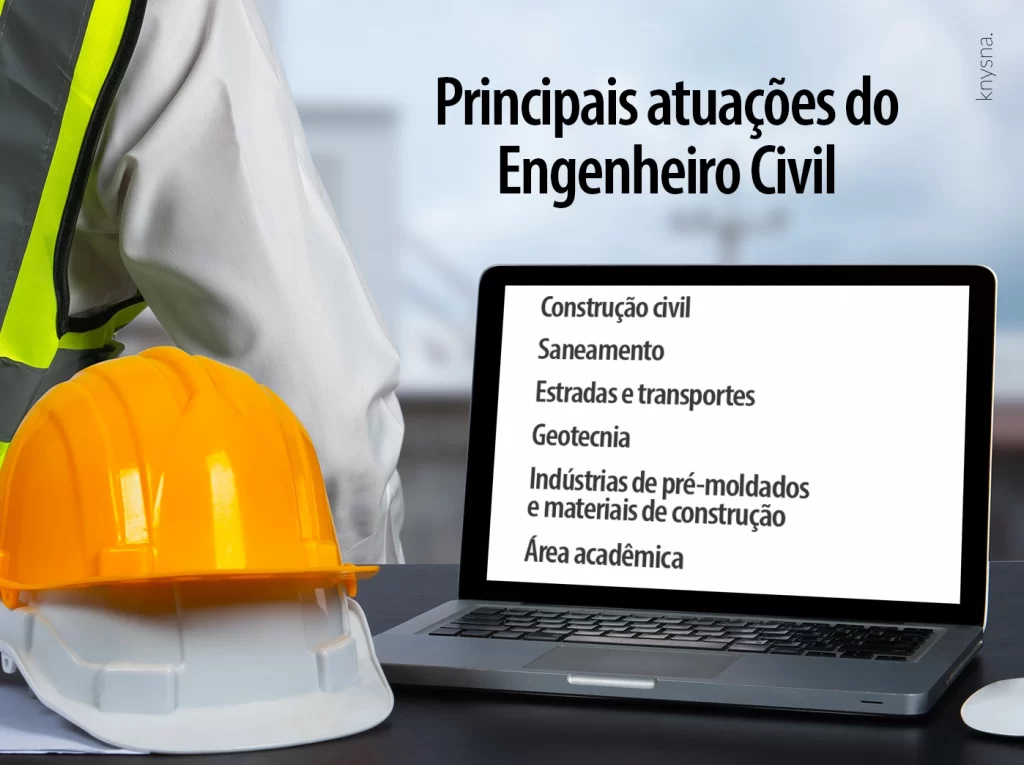 knysna.
Principais atuações do
Engenheiro Civil
Construção civil
Saneamento
Estradas e transportes
Geotecnia
Indústrias de pré-moldados
e materiais de construção
Área acadêmica